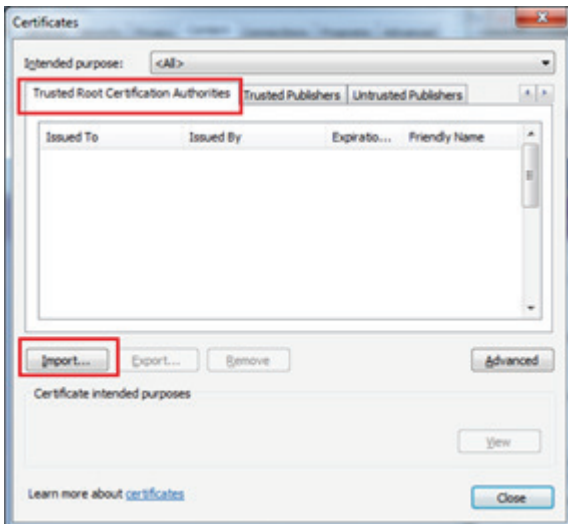 Certificates
Intended purpose: <All>
Trusted Root Certification Authorities Trusted Publishers Untrusted Publishers
Issued To Issued By Expiratio... Friendly Name
Import... Export... Remove Advanced
Certificate intended purposes
View
Learn more about certificates Close